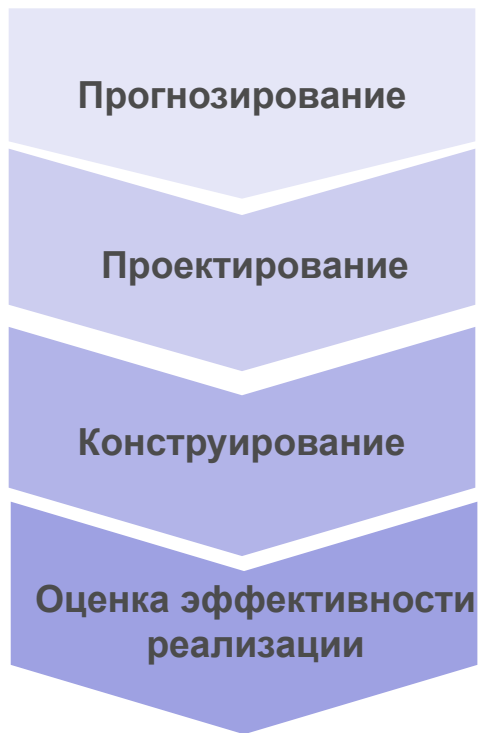 Прогнозирование
Проектирование
Конструирование
Оценка эффективности
реализации